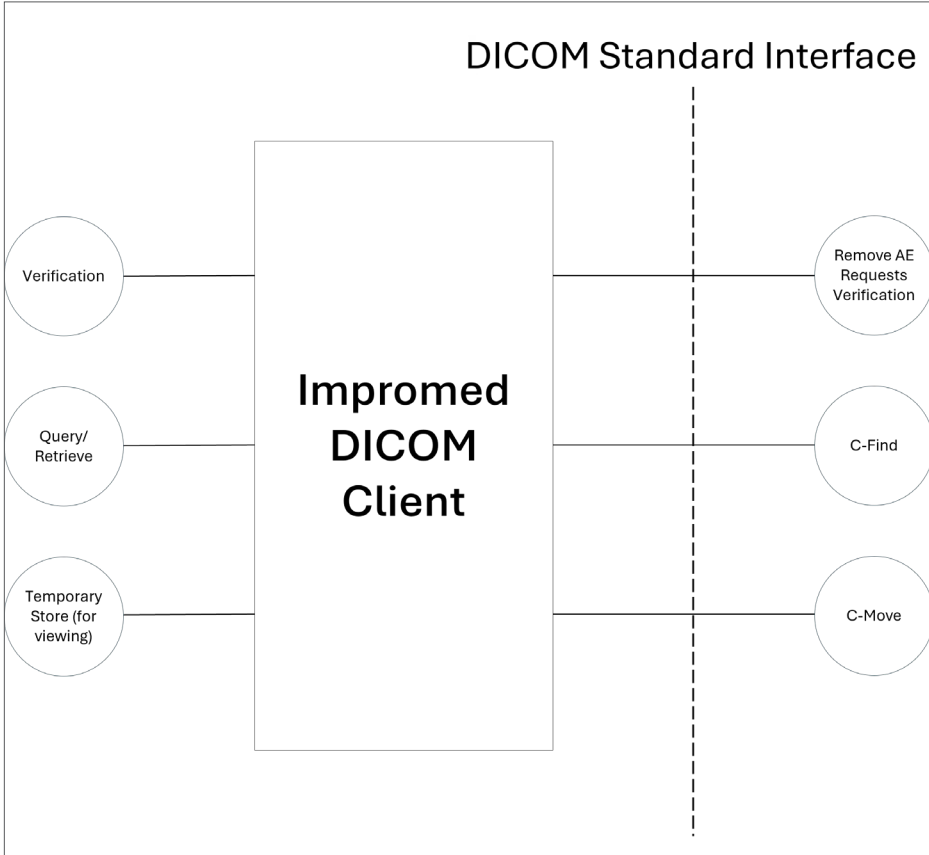 DICOM Standard Interface
Verification
Remove AE
Requests
Verification
Impromed
DICOM
Client
Query/
Retrieve
C-Find
Temporary
Store (for
viewing)
C-Move